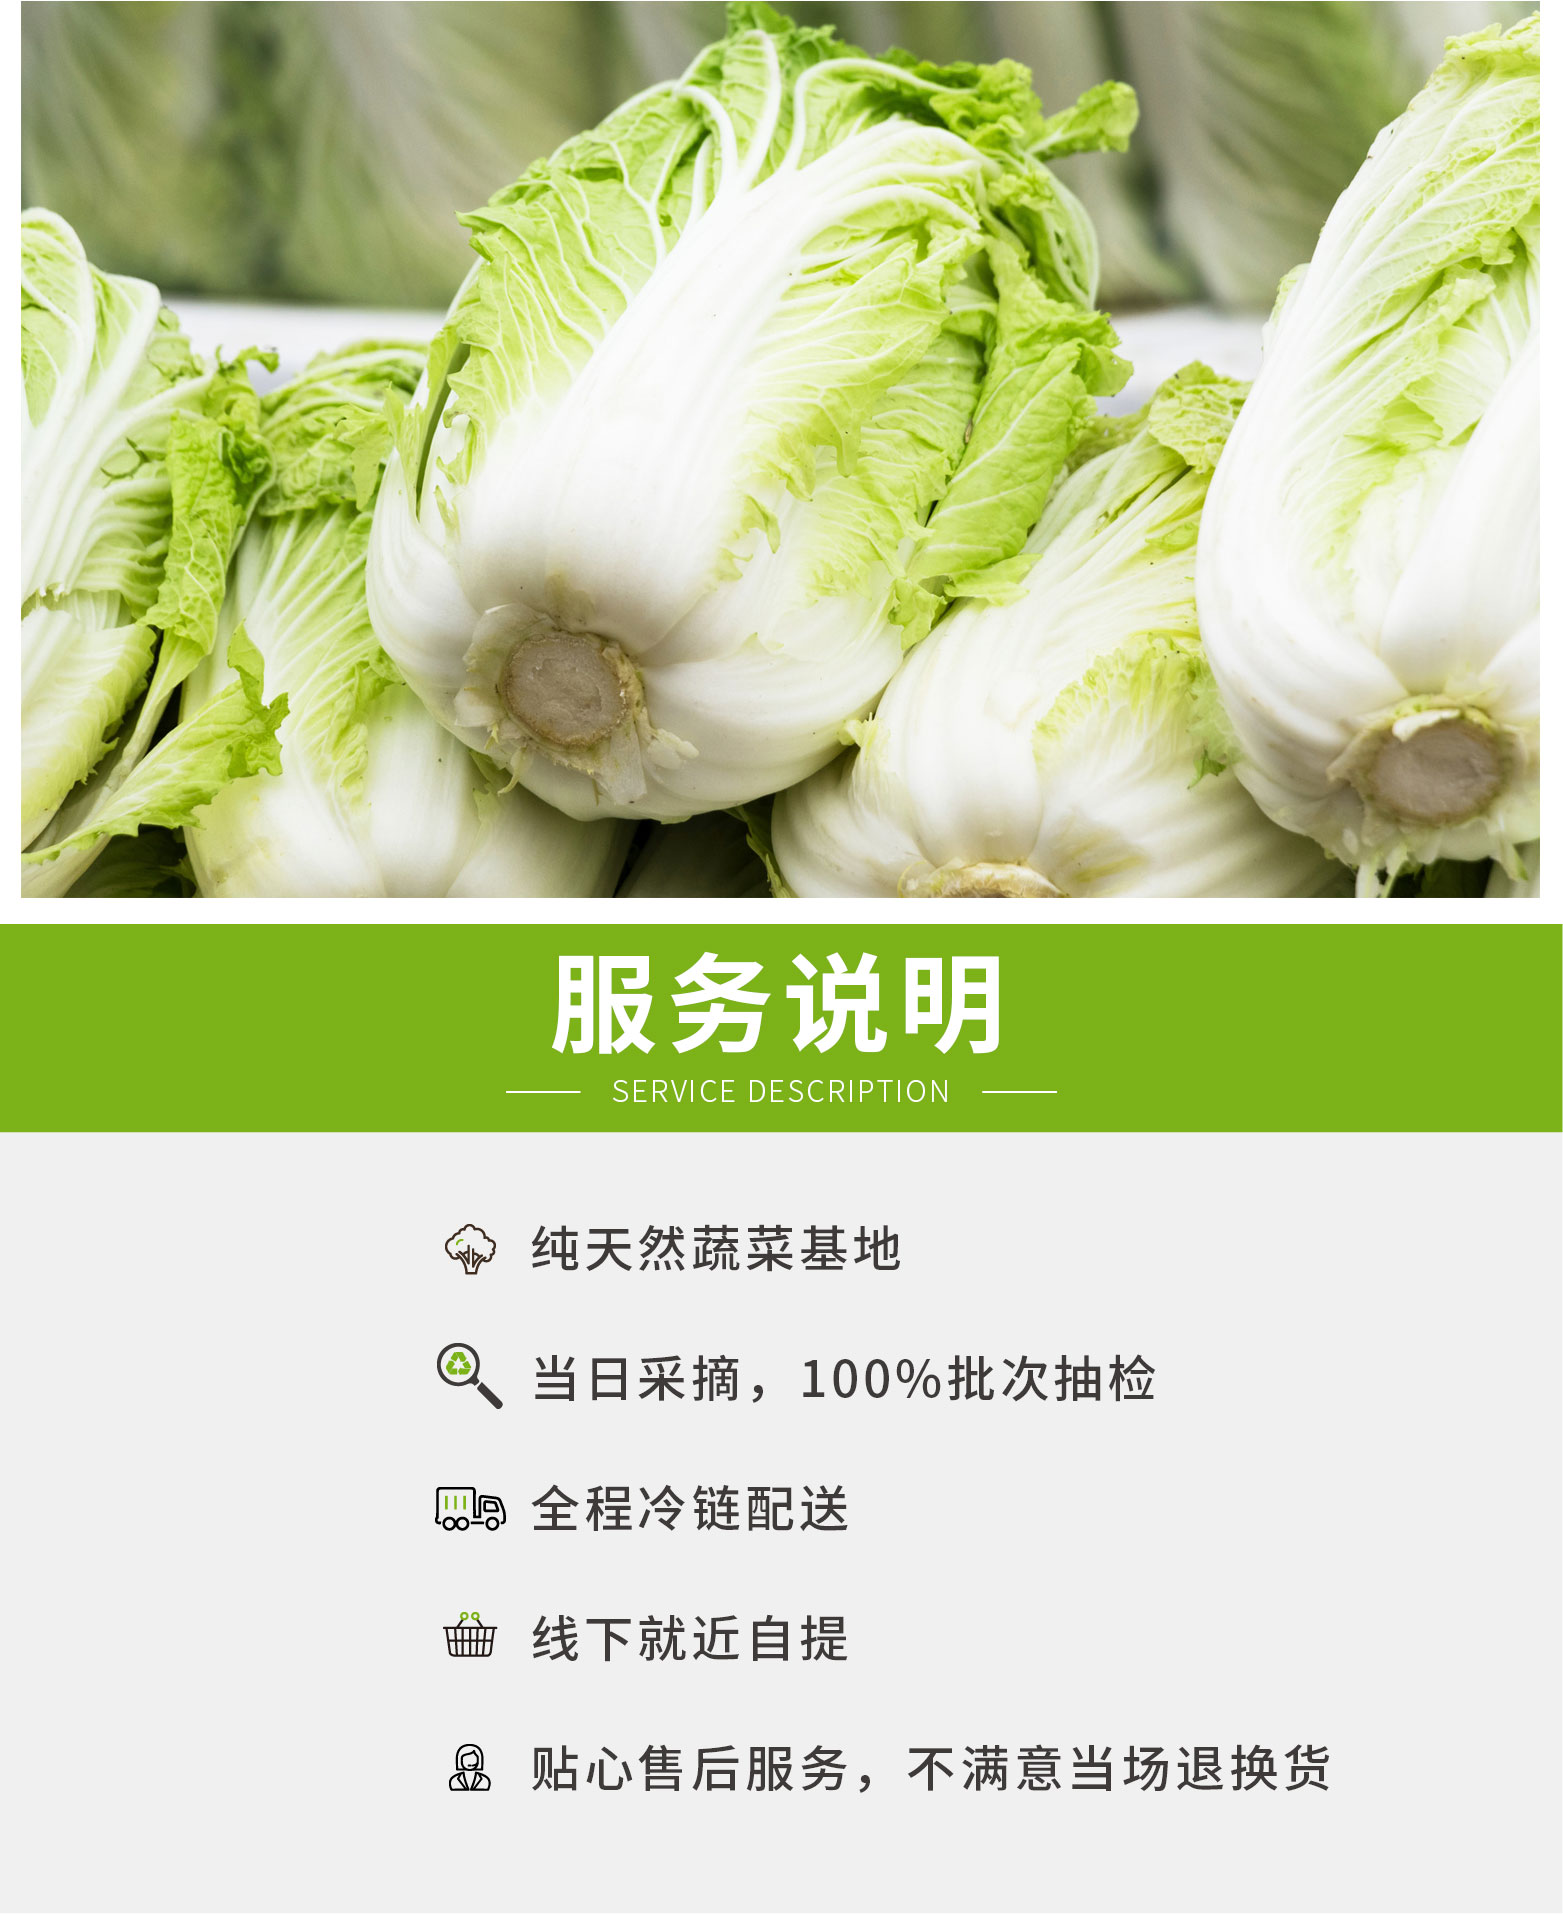 服务说明
SERVICE DESCRIPTION
纯天然蔬菜基地
当日采摘，100%批次抽检
全程冷链配送
线下就近自提
贴心售后服务，不满意当场退换货